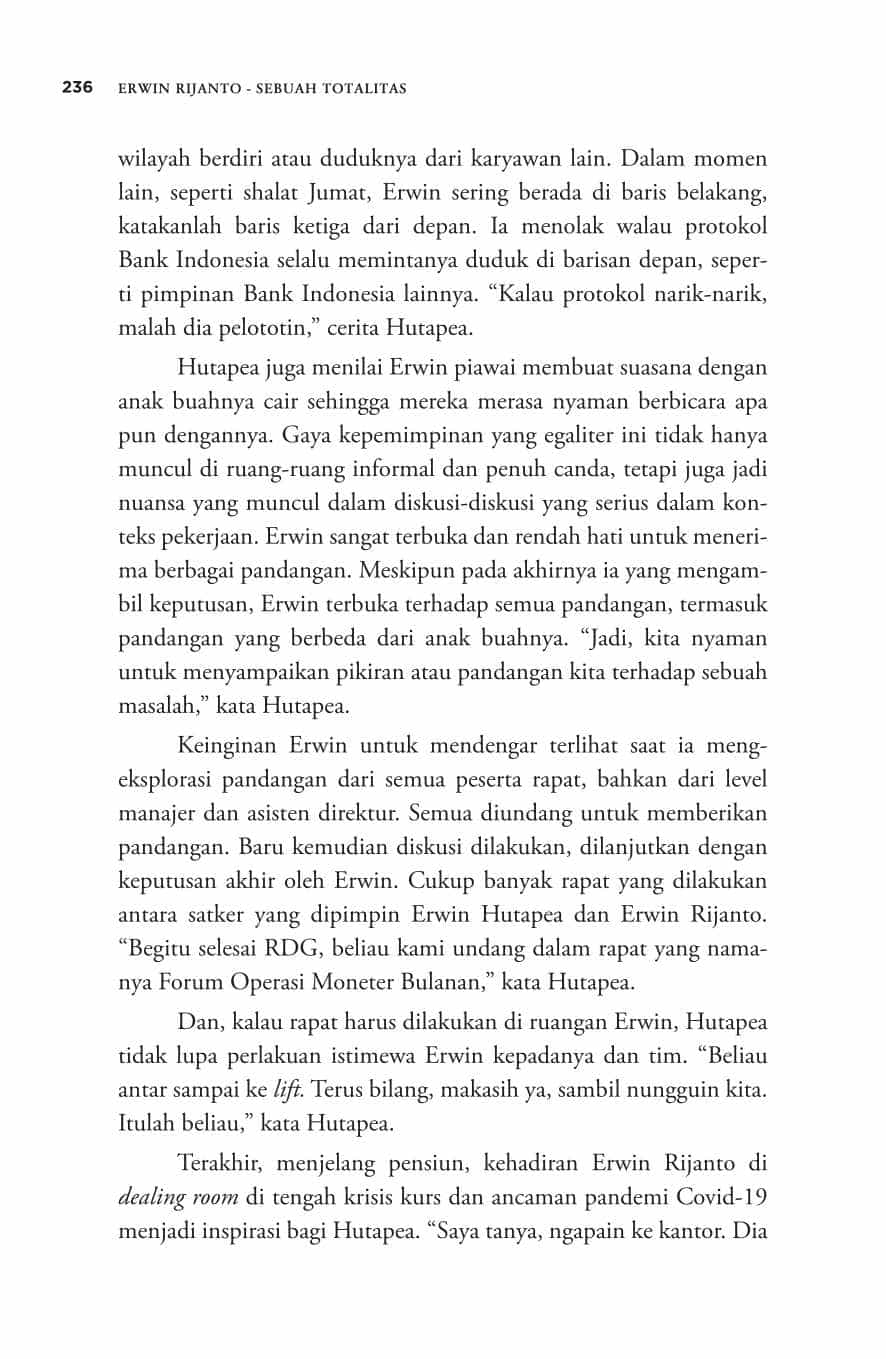 236 ERWIN RIJANTO - SEBUAH TOTALITAS
wilayah berdiri atau duduknya dari karyawan lain. Dalam momen
lain, seperti shalat Jumat, Erwin sering berada di baris belakang,
katakanlah baris ketiga dari depan. Ia menolak walau protokol
Bank Indonesia selalu memintanya duduk di barisan depan, seper-
ti pimpinan Bank Indonesia lainnya. “Kalau protokol narik-narik,
malah dia pelototin,” cerita Hutapea.
Hutapea juga menilai Erwin piawai membuat suasana dengan
anak buahnya cair sehingga mereka merasa nyaman berbicara apa
pun dengannya. Gaya kepemimpinan yang egaliter ini tidak hanya
muncul di ruang-ruang informal dan penuh canda, tetapi juga jadi
nuansa yang muncul dalam diskusi-diskusi yang serius dalam kon-
teks pekerjaan. Erwin sangat terbuka dan rendah hati untuk meneri-
ma berbagai pandangan. Meskipun pada akhirnya ia yang mengam-
bil keputusan, Erwin terbuka terhadap semua pandangan, termasuk
pandangan yang berbeda dari anak buahnya. “Jadi, kita nyaman
untuk menyampaikan pikiran atau pandangan kita terhadap sebuah
masalah,” kata Hutapea.
Keinginan Erwin untuk mendengar terlihat saat ia meng-
eksplorasi pandangan dari semua peserta rapat, bahkan dari level
manajer dan asisten direktur. Semua diundang untuk memberikan
pandangan. Baru kemudian diskusi dilakukan, dilanjutkan dengan
keputusan akhir oleh Erwin. Cukup banyak rapat yang dilakukan
antara satker yang dipimpin Erwin Hutapea dan Erwin Rijanto.
“Begitu selesai RDG, beliau kami undang dalam rapat yang nama-
nya Forum Operasi Moneter Bulanan,” kata Hutapea.
Dan, kalau rapat harus dilakukan di ruangan Erwin, Hutapea
tidak lupa perlakuan istimewa Erwin kepadanya dan tim. “Beliau
antar sampai ke lift. Terus bilang, makasih ya, sambil nungguin kita.
Itulah beliau,” kata Hutapea.
Terakhir, menjelang pensiun, kehadiran Erwin Rijanto di
dealing room di tengah krisis kurs dan ancaman pandemi Covid-19
menjadi inspirasi bagi Hutapea. “Saya tanya, ngapain ke kantor. Dia